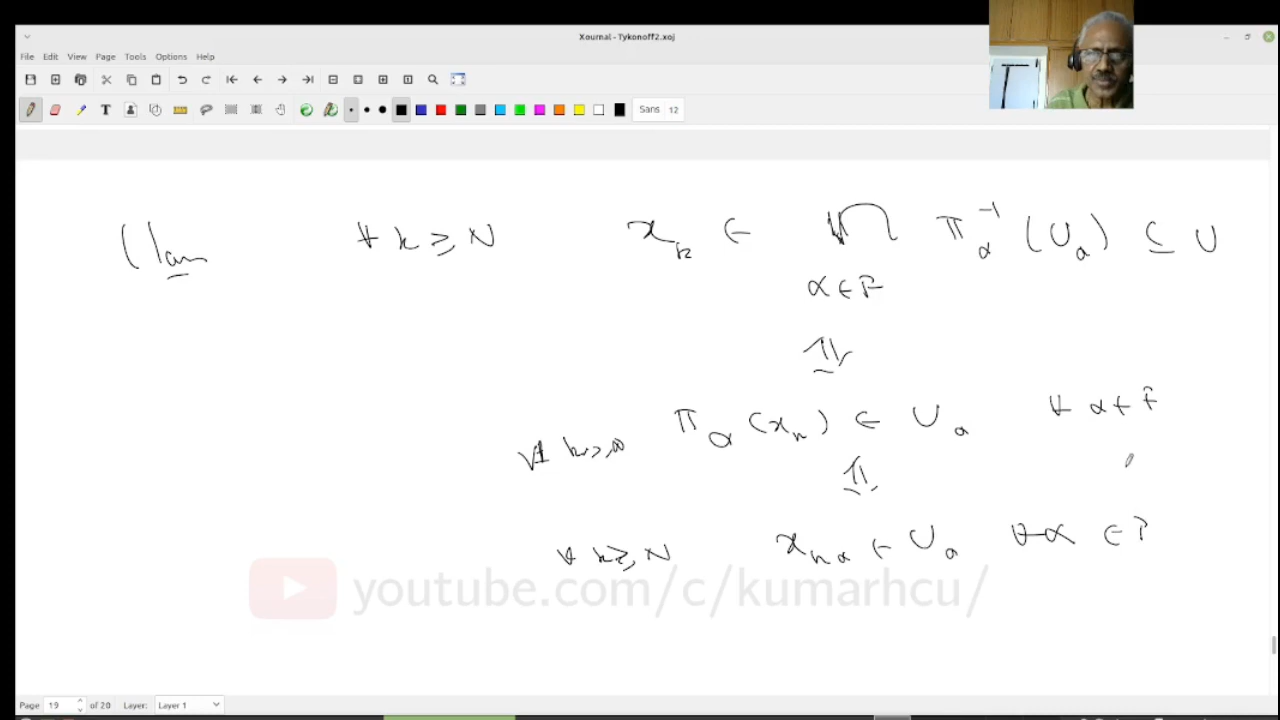 Xournal - Tykonoff2.xoj
File Edit View Page Tools Options Help
Sans 12
Claim ∀ k ≥ N x_k ∈ ⋂ π_α^{-1} (U_α) ⊆ U
α ∈ F
⇕
∀ k ≥ N π_α (x_k) ∈ U_α ∀ α ∈ F
⇕
∀ k ≥ N x_{kα} ∈ U_α ∀ α ∈ F
youtube.com/c/kumarhcu/
Page 19 of 20 Layer: Layer 1